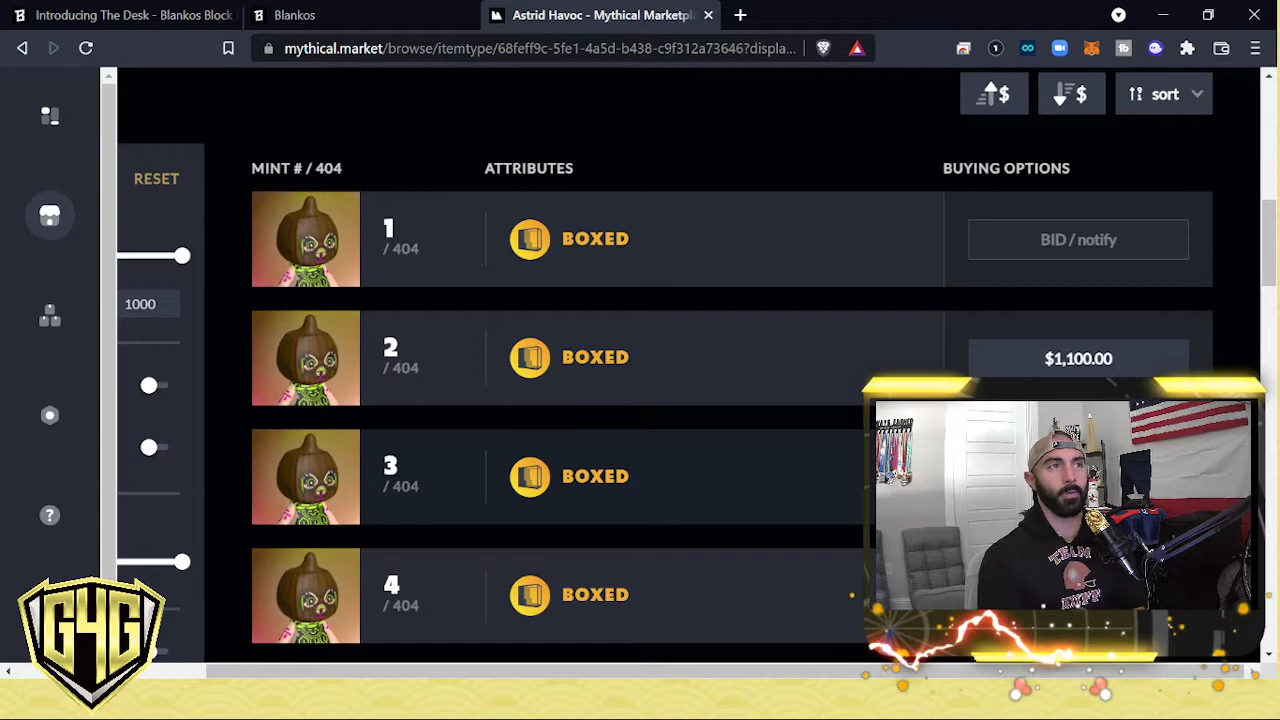 Introducing The Desk - Blankos Block
Blankos
Astrid Havoc - Mythical Marketpl
mythical.market/browse/itemtype/68feff9c-5fe1-4a5d-b438-c9f312a73646?displa...
$ $ sort
MINT # / 404 ATTRIBUTES BUYING OPTIONS
RESET
1
/ 404
BOXED
BID / notify
1000
2
/ 404
BOXED
$1,100.00
3
/ 404
BOXED
4
/ 404
BOXED
?
G4G
TEAM